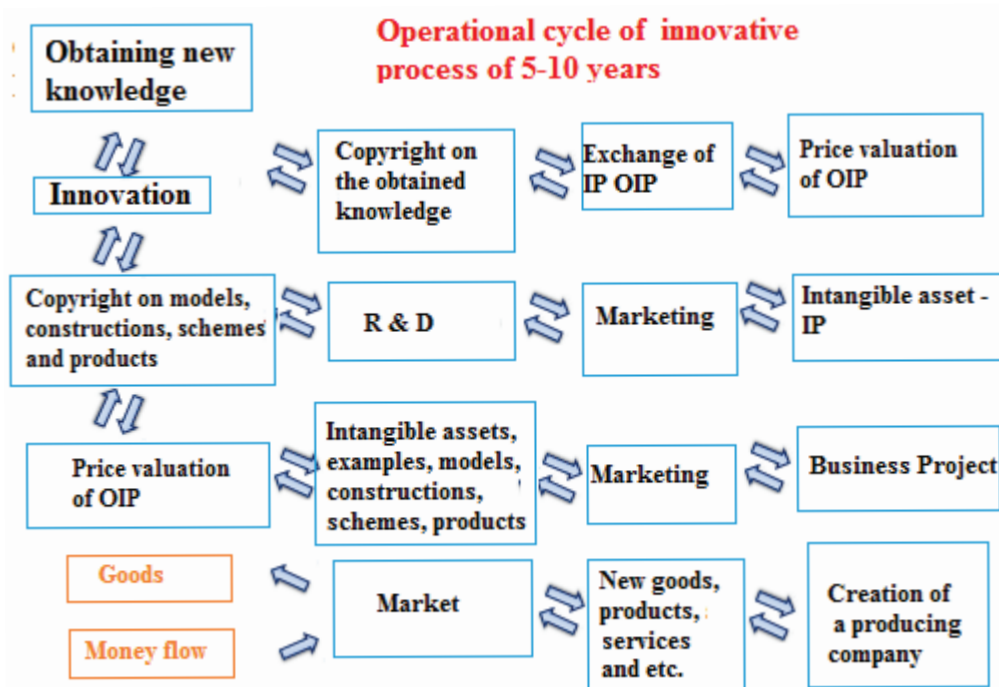 Operational cycle of innovative
process of 5-10 years
Obtaining new
knowledge
Innovation
Copyright on
the obtained
knowledge
Exchange of
IP OIP
Price valuation
of OIP
Copyright on models,
constructions, schemes
and products
R & D
Marketing
Intangible asset -
IP
Price valuation
of OIP
Intangible assets,
examples, models,
constructions,
schemes, products
Marketing
Business Project
Goods
Money flow
Market
New goods,
products,
services
and etc.
Creation of
a producing
company